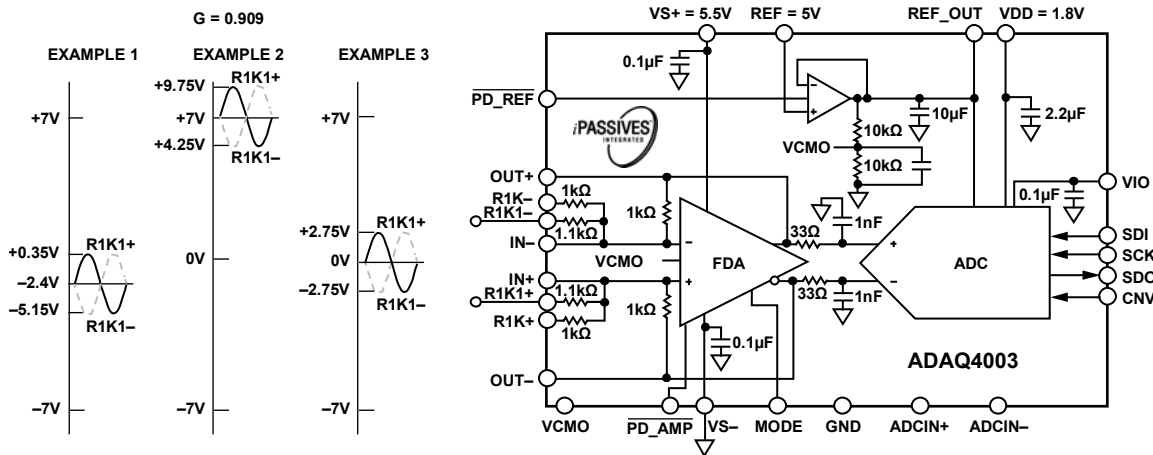 G = 0.909
EXAMPLE 1
EXAMPLE 2
EXAMPLE 3
+7V
+0.35V
R1K1+
–2.4V
–5.15V
R1K1–
–7V
+9.75V
R1K1+
+7V
+4.25V
R1K1–
0V
–7V
+7V
+2.75V
R1K1+
0V
–2.75V
R1K1–
–7V
VS+ = 5.5V
REF = 5V
REF_OUT
VDD = 1.8V
0.1µF
PD_REF
iPASSIVES
INTEGRATED
10kΩ
10µF
2.2µF
VCMO
10kΩ
OUT+
1kΩ
R1K–
R1K1–
1kΩ
1.1kΩ
IN–
VCMO
IN+
1.1kΩ
R1K1+
1kΩ
R1K+
1kΩ
OUT–
–
+
FDA
33Ω
1nF
33Ω
1nF
0.1µF
+
–
ADC
0.1µF
VIO
SDI
SCK
SDO
CNV
ADAQ4003
VCMO
PD_AMP
VS–
MODE
GND
ADCIN+
ADCIN–